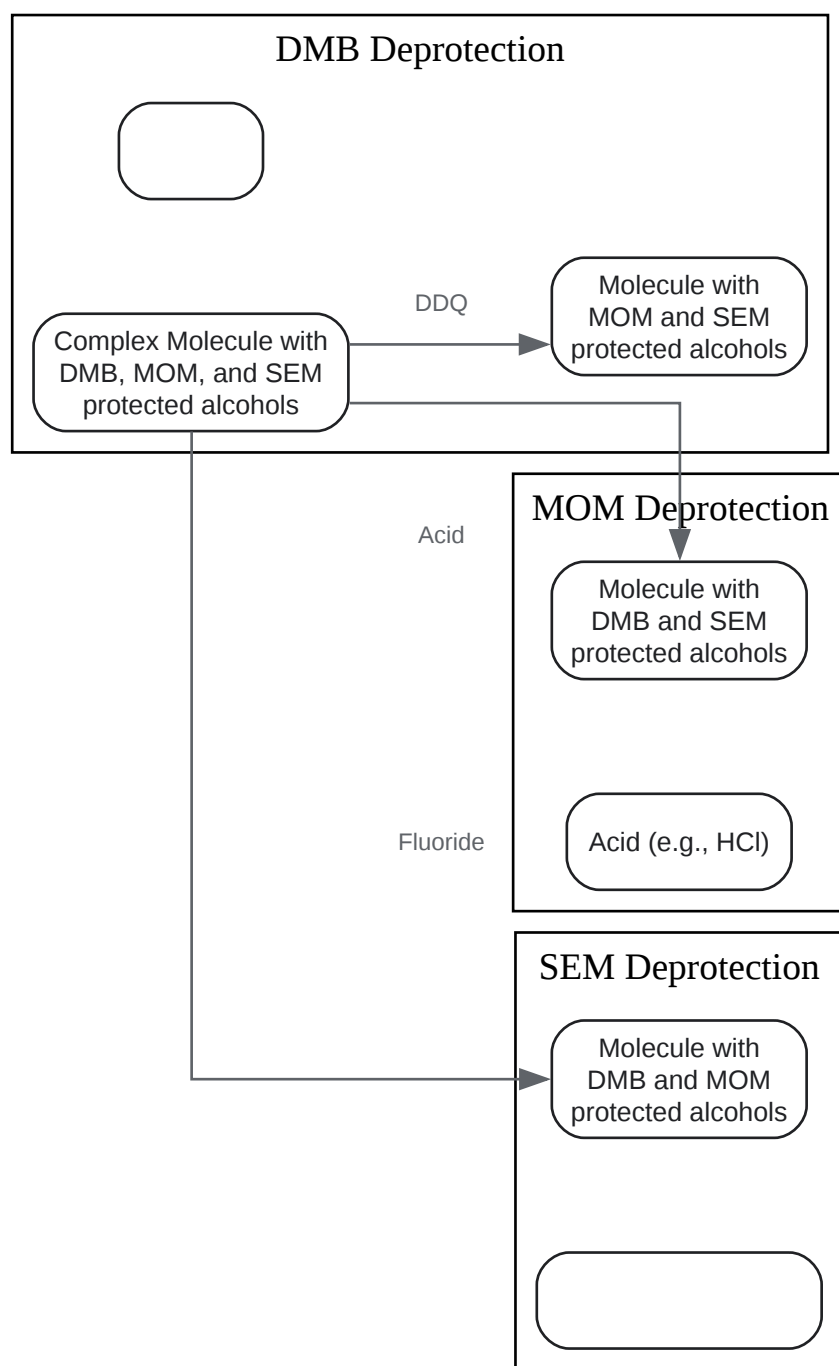 DMB Deprotection
DDQ
Molecule with
MOM and SEM
protected alcohols
Complex Molecule with
DMB, MOM, and SEM
protected alcohols
MOM Deprotection
Acid
Molecule with
DMB and SEM
protected alcohols
Fluoride
Acid (e.g., HCl)
SEM Deprotection
Molecule with
DMB and MOM
protected alcohols